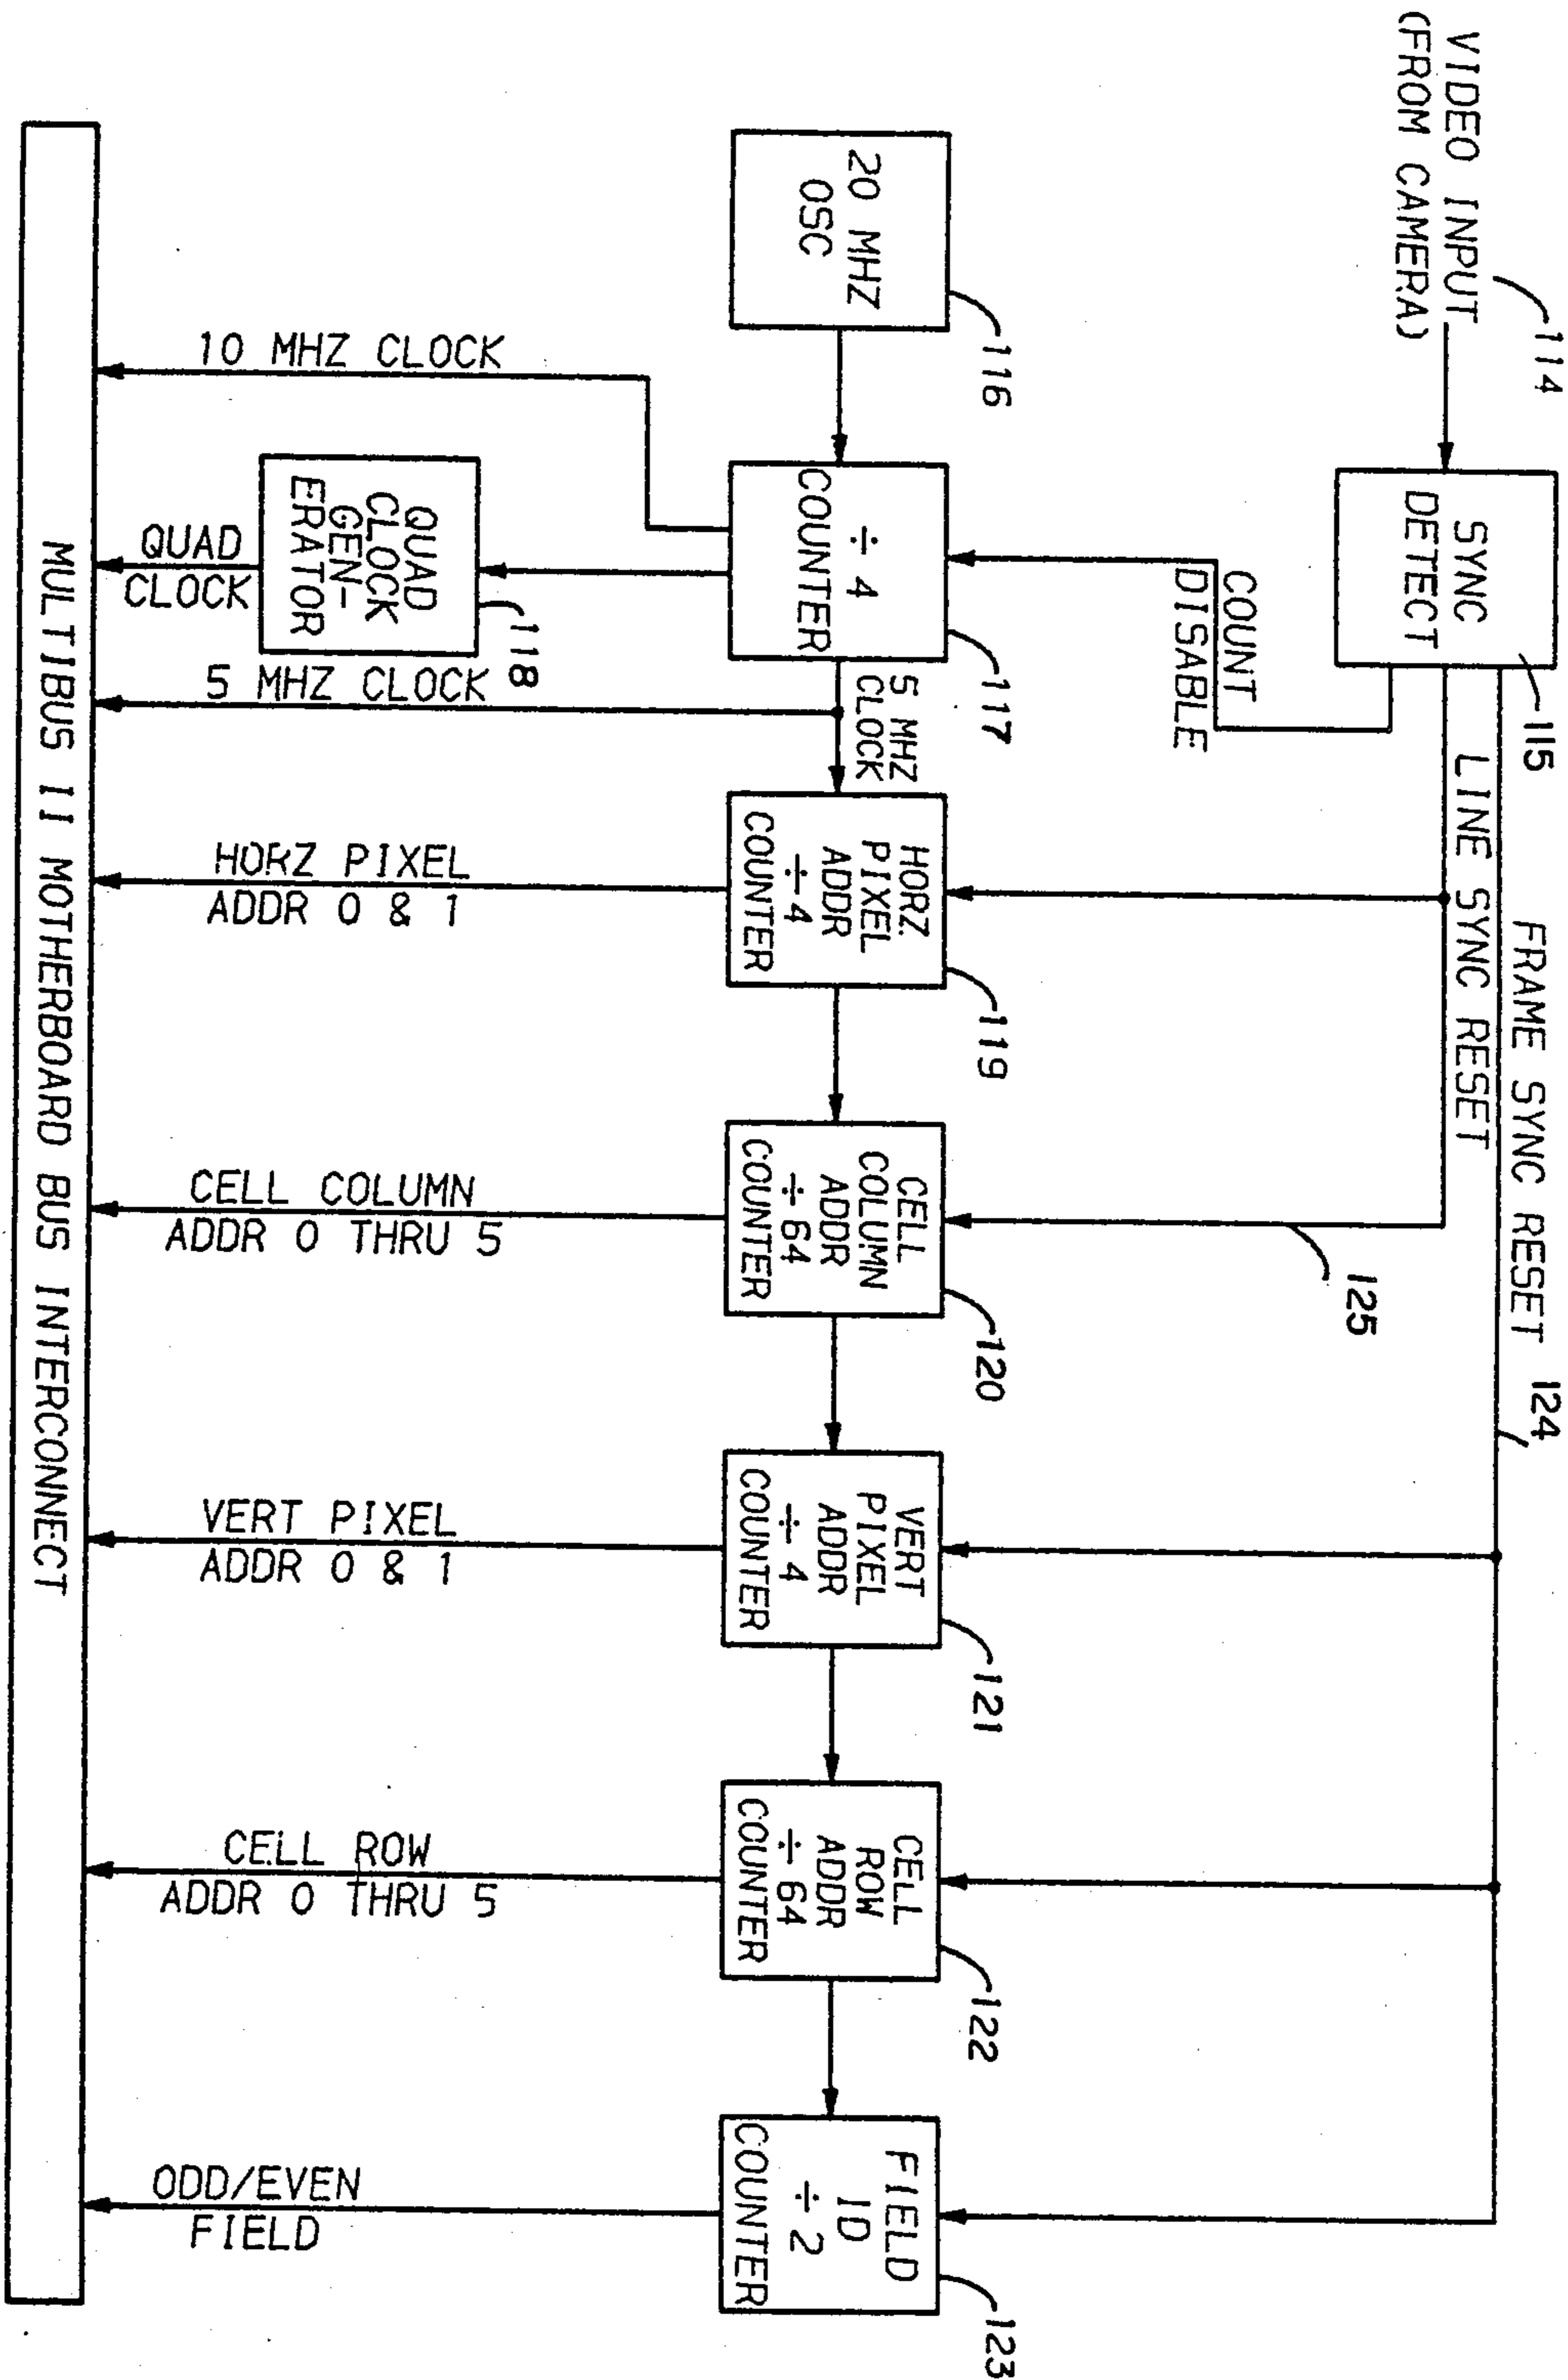 VIDEO INPUT
(FROM CAMERA)
114
SYNC
DETECT
115
FRAME SYNC RESET
124
LINE SYNC RESET
125
COUNT
DISABLE
20 MHZ
OSC
116
÷ 4
COUNTER
117
5 MHZ
CLOCK
HORZ
PIXEL
ADDR
÷ 4
COUNTER
119
CELL
COLUMN
ADDR
÷ 64
COUNTER
120
VERT
PIXEL
ADDR
÷ 4
COUNTER
121
CELL
ROW
ADDR
÷ 64
COUNTER
122
FIELD
ID
÷ 2
COUNTER
123
10 MHZ CLOCK
QUAD
CLOCK
GEN-
ERATOR
118
QUAD
CLOCK
5 MHZ CLOCK
HORZ PIXEL
ADDR 0 & 1
CELL COLUMN
ADDR 0 THRU 5
VERT PIXEL
ADDR 0 & 1
CELL ROW
ADDR 0 THRU 5
ODD/EVEN
FIELD
MULTIBUS II MOTHERBOARD BUS INTERCONNECT